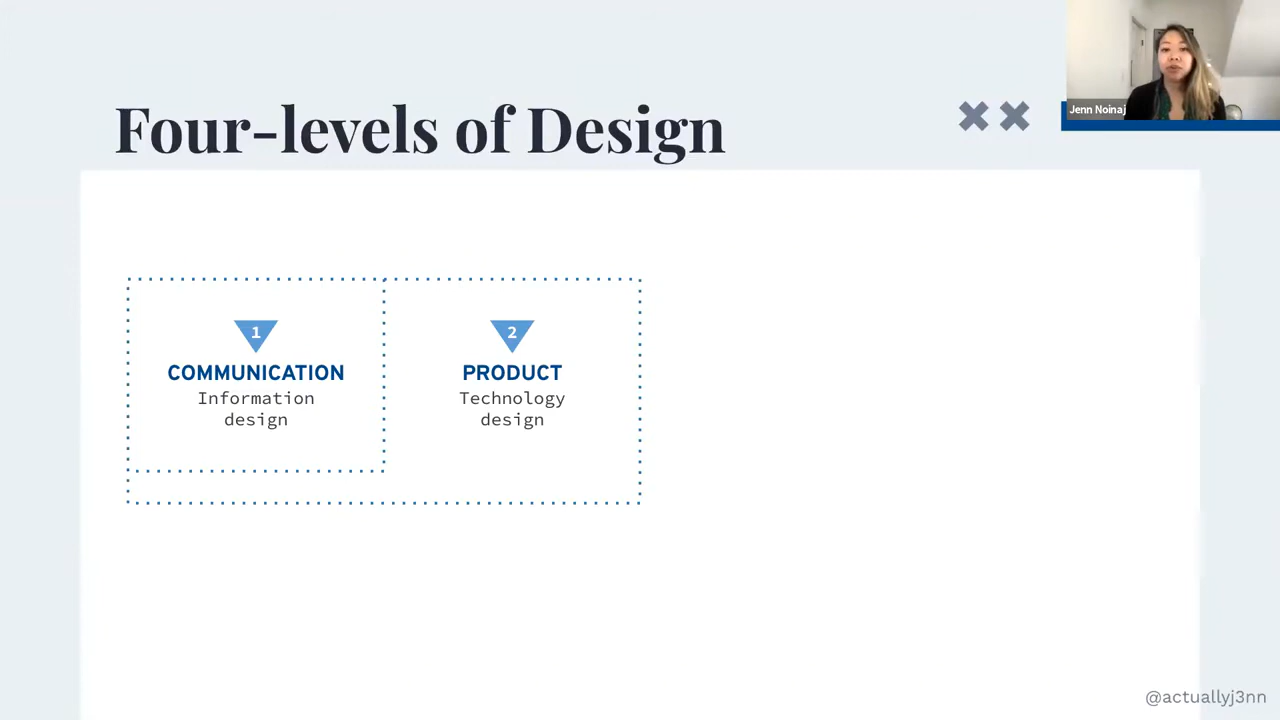 Four-levels of Design
Jenn Noinaj
1
COMMUNICATION
Information
design
2
PRODUCT
Technology
design
@actuallyj3nn